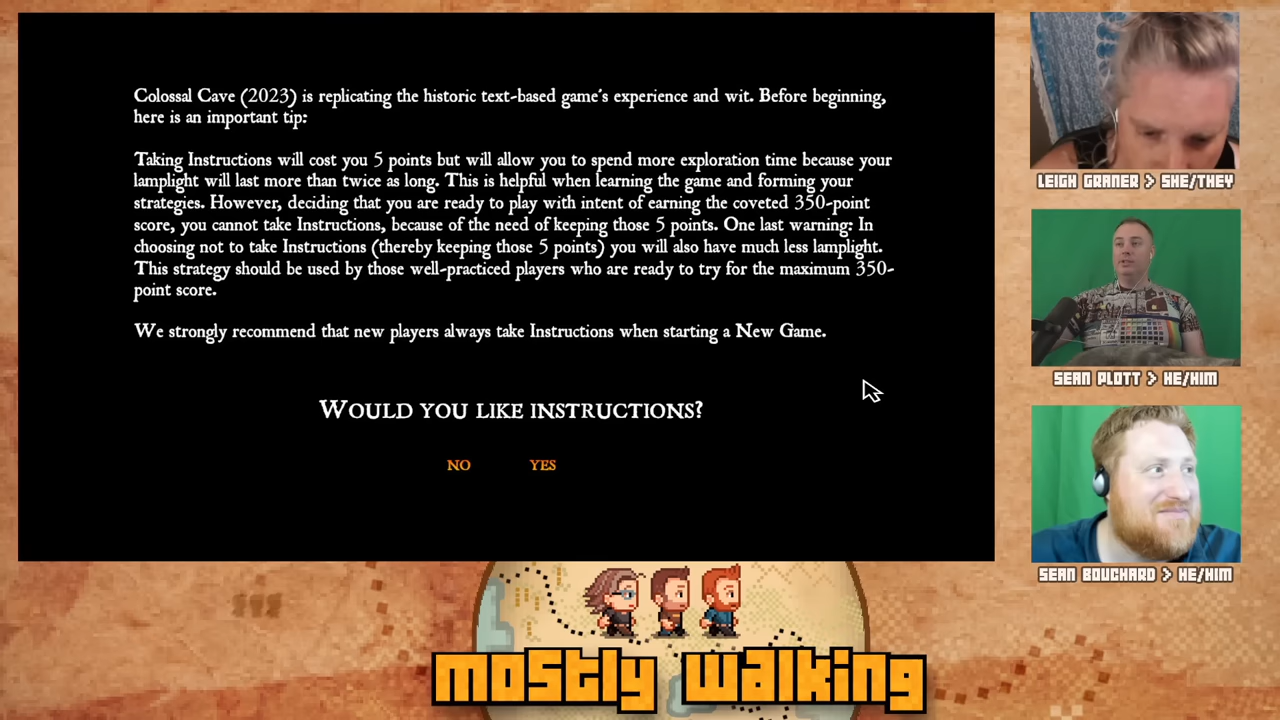 Colossal Cave (2023) is replicating the historic text-based game's experience and wit. Before beginning,
here is an important tip:
Taking Instructions will cost you 5 points but will allow you to spend more exploration time because your
lamplight will last more than twice as long. This is helpful when learning the game and forming your
strategies. However, deciding that you are ready to play with intent of earning the coveted 350-point
score, you cannot take Instructions, because of the need of keeping those 5 points. One last warning: In
choosing not to take Instructions (thereby keeping those 5 points) you will also have much less lamplight.
This strategy should be used by those well-practiced players who are ready to try for the maximum 350-
point score.
We strongly recommend that new players always take Instructions when starting a New Game.
WOULD YOU LIKE INSTRUCTIONS?
NO YES
LEIGH GRANER > SHE/THEY
SEAN PLOTT > HE/HIM
SEAN BOUCHARD > HE/HIM
mostly walking